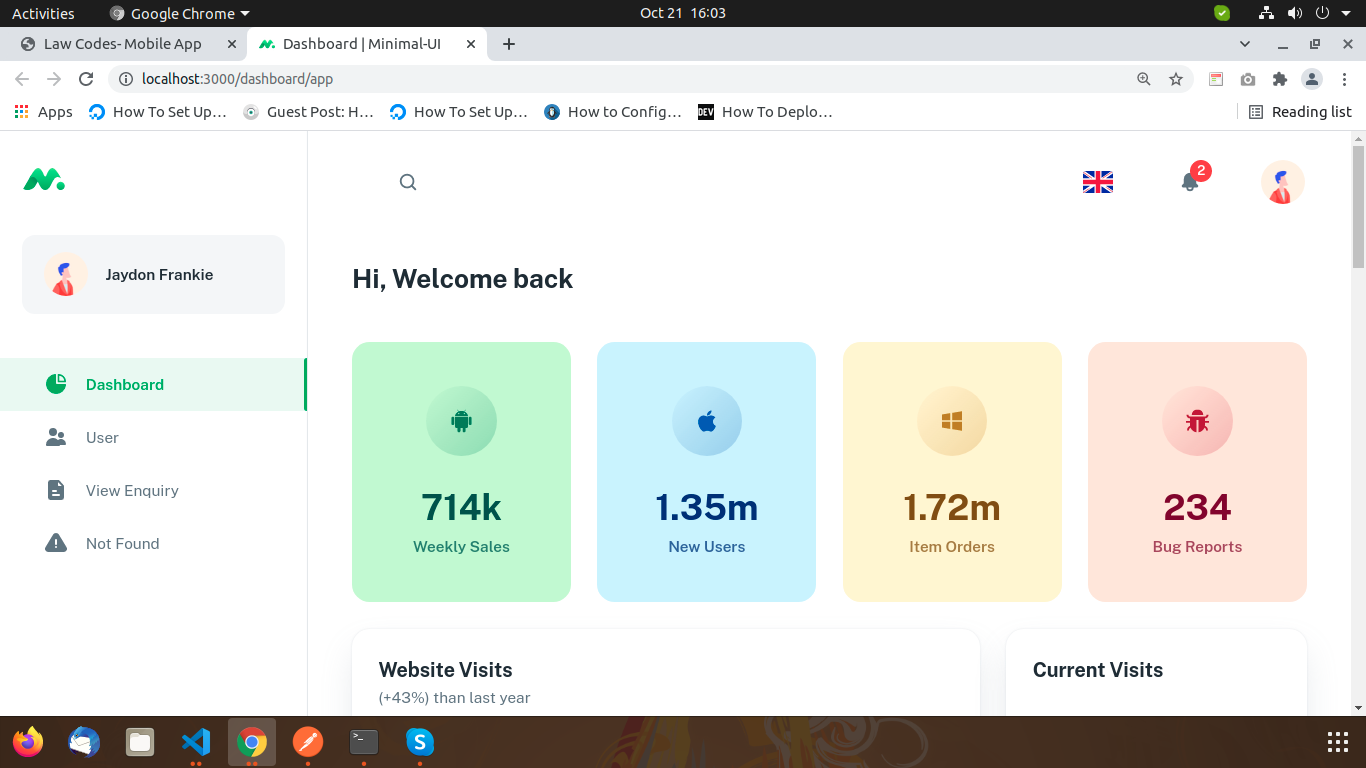 Activities Google Chrome Oct 21 16:03
Law Codes- Mobile App Dashboard | Minimal-UI
localhost:3000/dashboard/app
Apps How To Set Up… Guest Post: H… How To Set Up… How to Config… DEV How To Deplo… Reading list
2
Jaydon Frankie
Hi, Welcome back
Dashboard
User
View Enquiry
Not Found
714k
Weekly Sales
1.35m
New Users
1.72m
Item Orders
234
Bug Reports
Website Visits
(+43%) than last year
Current Visits